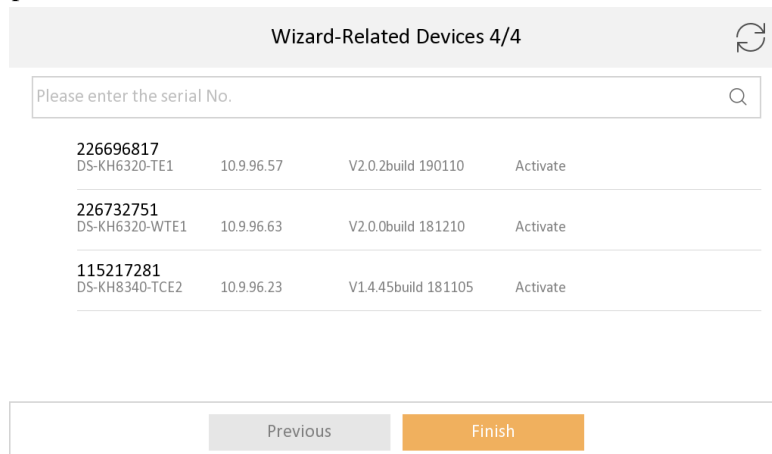 Wizard-Related Devices 4/4
Please enter the serial No.
226696817
DS-KH6320-TE1 10.9.96.57 V2.0.2build 190110 Activate
226732751
DS-KH6320-WTE1 10.9.96.63 V2.0.0build 181210 Activate
115217281
DS-KH8340-TCE2 10.9.96.23 V1.4.45build 181105 Activate
Previous Finish